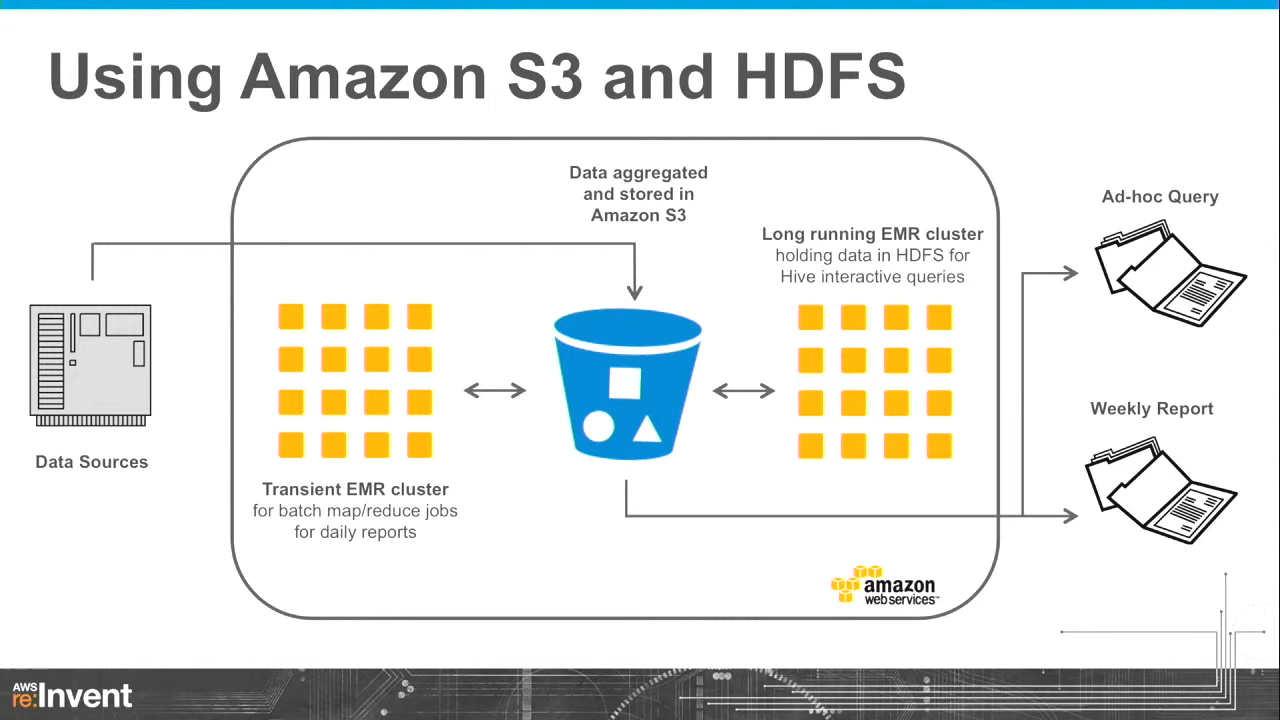 Using Amazon S3 and HDFS
Data aggregated
and stored in
Amazon S3
Ad-hoc Query
Long running EMR cluster
holding data in HDFS for
Hive interactive queries
Weekly Report
Data Sources
Transient EMR cluster
for batch map/reduce jobs
for daily reports
amazon
web services™
AWS
re:Invent